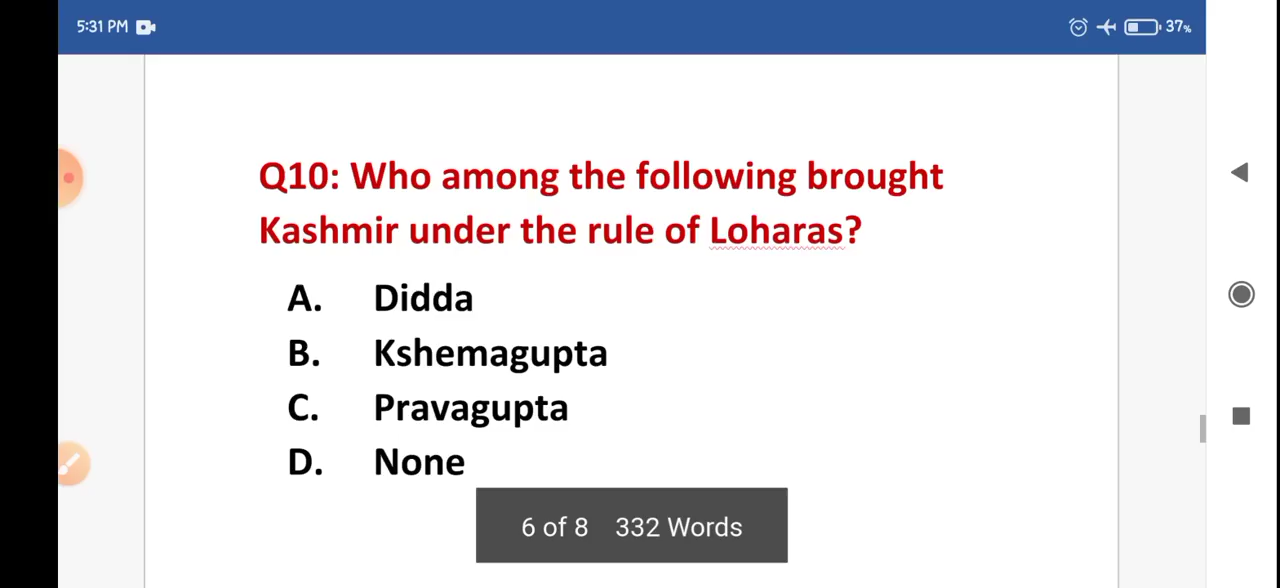 5:31 PM 37%
Q10: Who among the following brought
Kashmir under the rule of Loharas?
A. Didda
B. Kshemagupta
C. Pravagupta
D. None
6 of 8 332 Words